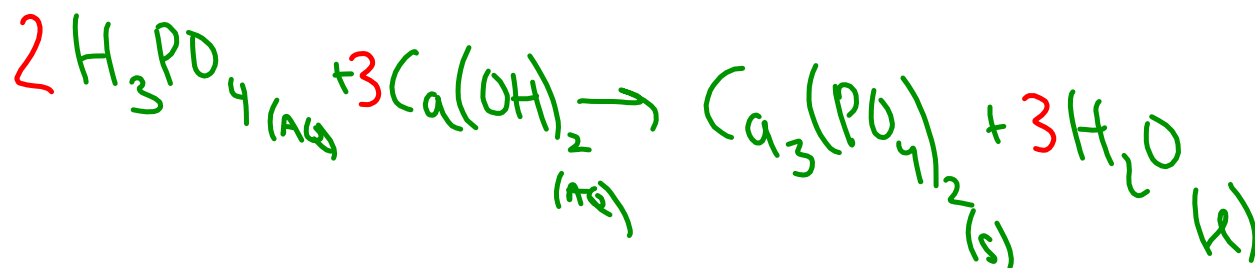 2 H₃PO₄ (AQ) + 3 Ca(OH)₂ (AQ) → Ca₃(PO₄)₂ (s) + 3 H₂O (l)